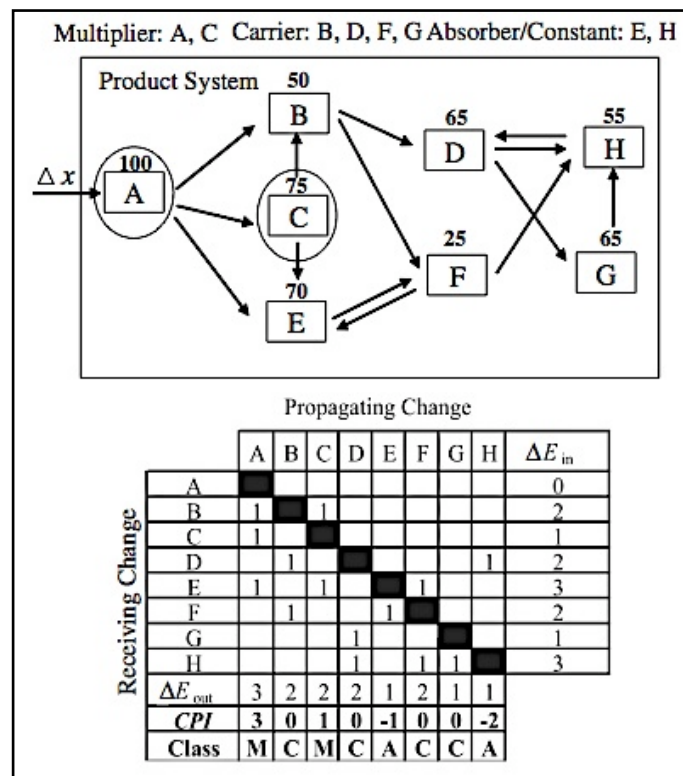 Multiplier: A, C Carrier: B, D, F, G Absorber/Constant: E, H
Product System
50
B
65
D
55
H
Δx
100
A
75
C
25
F
65
G
70
E
Propagating Change
A B C D E F G H ΔE in
Receiving Change
A 0
B 1 1 2
C 1 1
D 1 1 2
E 1 1 1 3
F 1 1 2
G 1 1
H 1 1 1 3
ΔE out 3 2 2 2 1 2 1 1
CPI 3 0 1 0 -1 0 0 -2
Class M C M C A C C A